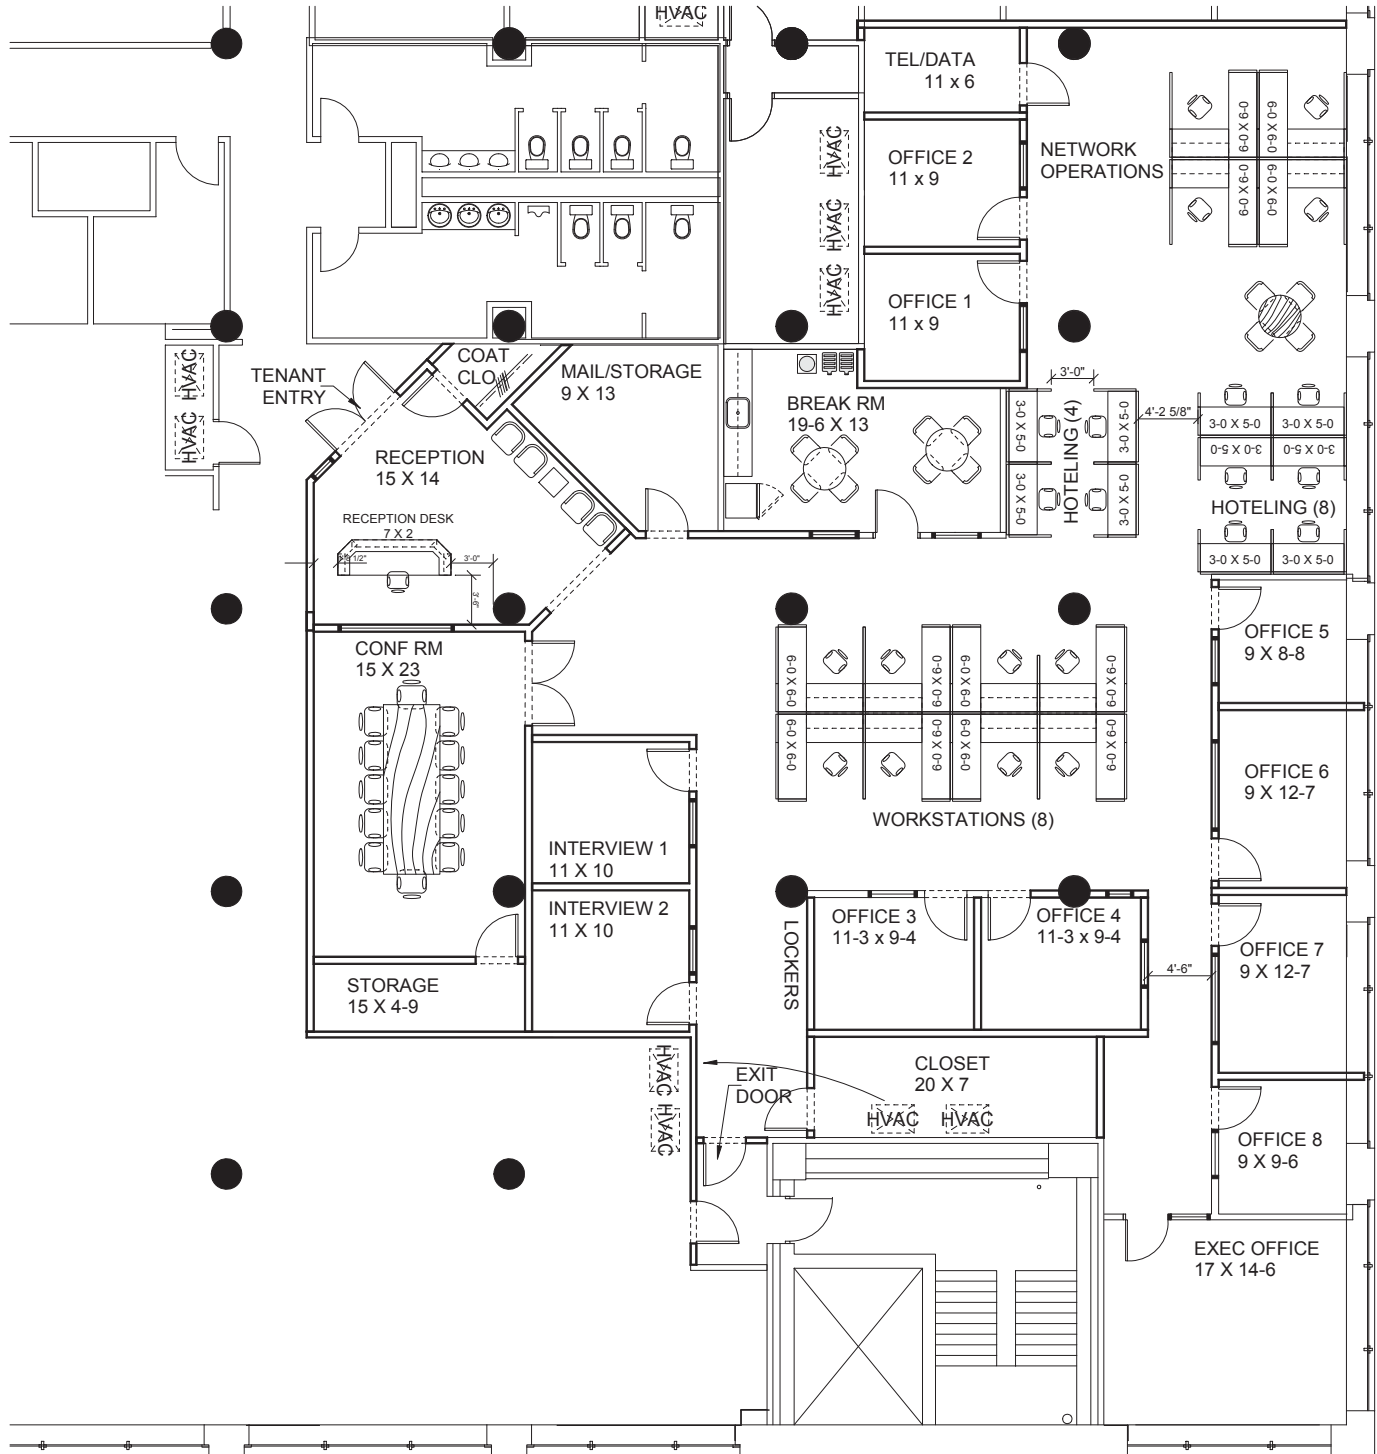 HVAC
TEL/DATA
11 x 6
NETWORK
OPERATIONS
6-0 X 6-0
6-0 X 6-0
6-0 X 6-0
6-0 X 6-0
OFFICE 2
11 x 9
HVAC
HVAC
HVAC
OFFICE 1
11 x 9
HVAC
HVAC
TENANT
ENTRY
COAT
CLO
MAIL/STORAGE
9 X 13
BREAK RM
19-6 X 13
3'-0"
HOTELING (4)
3-0 X 5-0
3-0 X 5-0
3-0 X 5-0
3-0 X 5-0
4'-2 5/8"
3-0 X 5-0
3-0 X 5-0
3-0 X 5-0
3-0 X 5-0
HOTELING (8)
3-0 X 5-0
3-0 X 5-0
RECEPTION
15 X 14
RECEPTION DESK
7 X 2
3'-0"
3'-6"
CONF RM
15 X 23
6-0 X 6-0
6-0 X 6-0
6-0 X 6-0
6-0 X 6-0
6-0 X 6-0
6-0 X 6-0
6-0 X 6-0
6-0 X 6-0
WORKSTATIONS (8)
OFFICE 5
9 X 8-8
OFFICE 6
9 X 12-7
INTERVIEW 1
11 X 10
INTERVIEW 2
11 X 10
LOCKERS
OFFICE 3
11-3 x 9-4
OFFICE 4
11-3 x 9-4
4'-6"
OFFICE 7
9 X 12-7
STORAGE
15 X 4-9
HVAC
HVAC
EXIT
DOOR
CLOSET
20 X 7
HVAC
HVAC
OFFICE 8
9 X 9-6
EXEC OFFICE
17 X 14-6